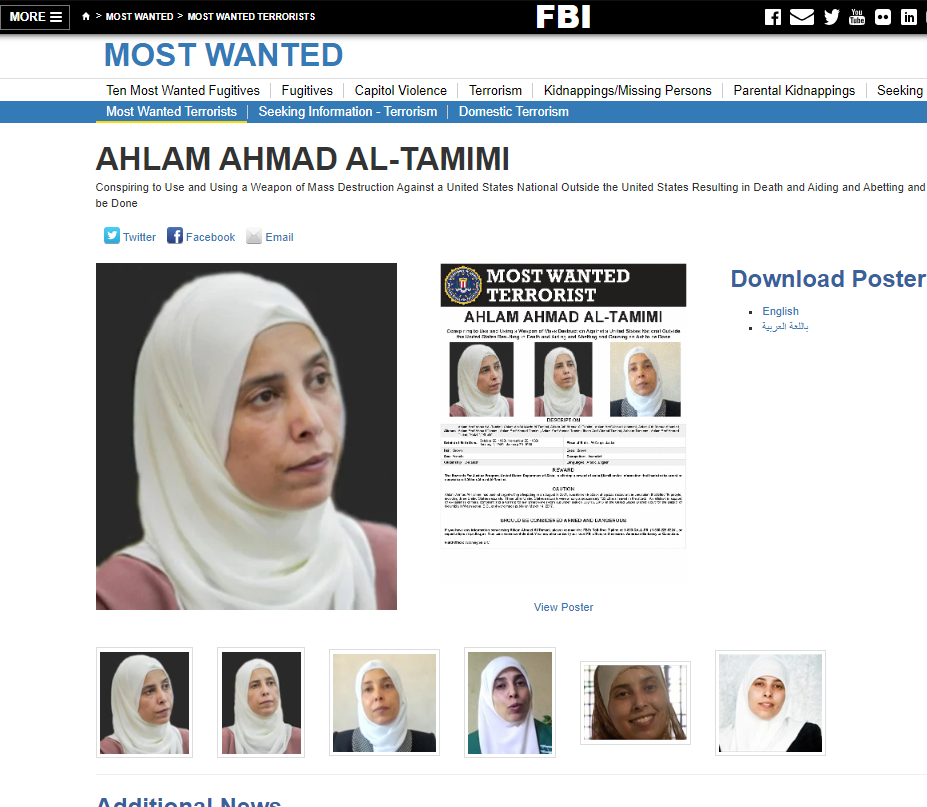 MORE
> MOST WANTED > MOST WANTED TERRORISTS
FBI
You
Tube
in
MOST WANTED
Ten Most Wanted Fugitives
Fugitives
Capitol Violence
Terrorism
Kidnappings/Missing Persons
Parental Kidnappings
Seeking
Most Wanted Terrorists
Seeking Information - Terrorism
Domestic Terrorism
AHLAM AHMAD AL-TAMIMI
Conspiring to Use and Using a Weapon of Mass Destruction Against a United States National Outside the United States Resulting in Death and Aiding and Abetting and
be Done
Twitter
Facebook
Email
MOST WANTED
TERRORIST
AHLAM AHMAD AL-TAMIMI
Conspiring to Use and Using a Weapon of Mass Destruction Against a United States National Outside
the United States Resulting in Death and Aiding and Abetting and Causing an Act to be Done
DESCRIPTION
REWARD
CAUTION
SHOULD BE CONSIDERED ARMED AND DANGEROUS
View Poster
Download Poster
English
باللغة العربية
Additional News